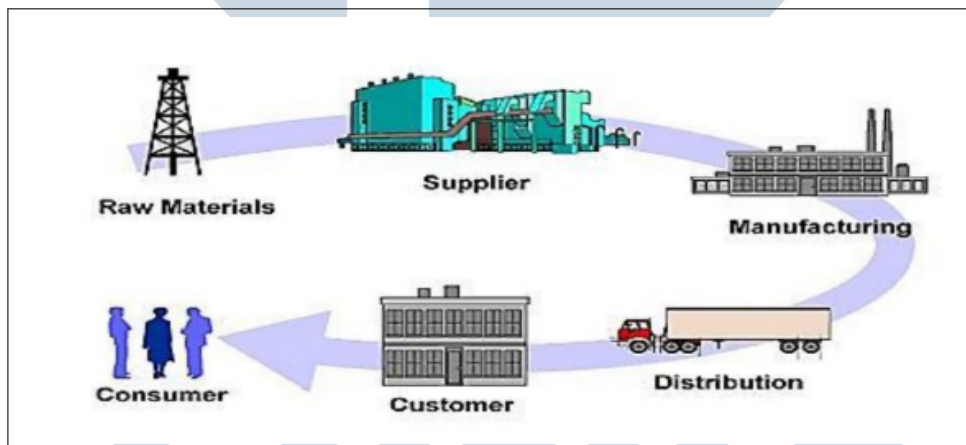 Raw Materials
Supplier
Manufacturing
Distribution
Customer
Consumer